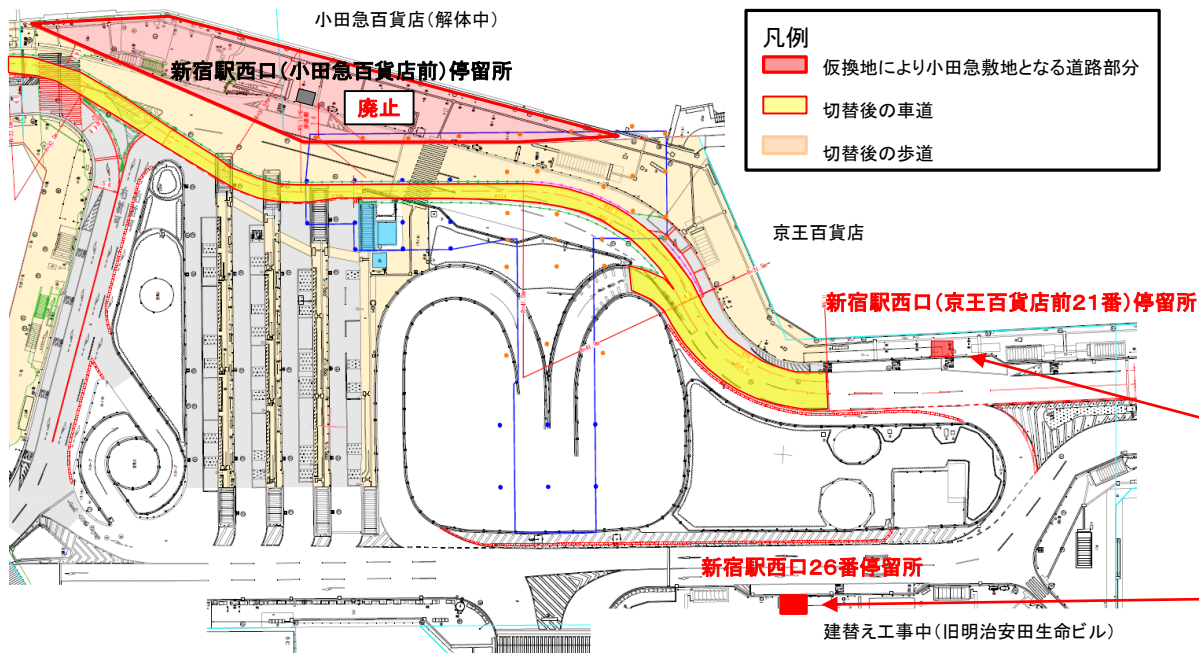 小田急百貨店(解体中)
新宿駅西口(小田急百貨店前)停留所
廃止
凡例
仮換地により小田急敷地となる道路部分
切替後の車道
切替後の歩道
京王百貨店
新宿駅西口(京王百貨店前21番)停留所
新宿駅西口26番停留所
建替え工事中(旧明治安田生命ビル)